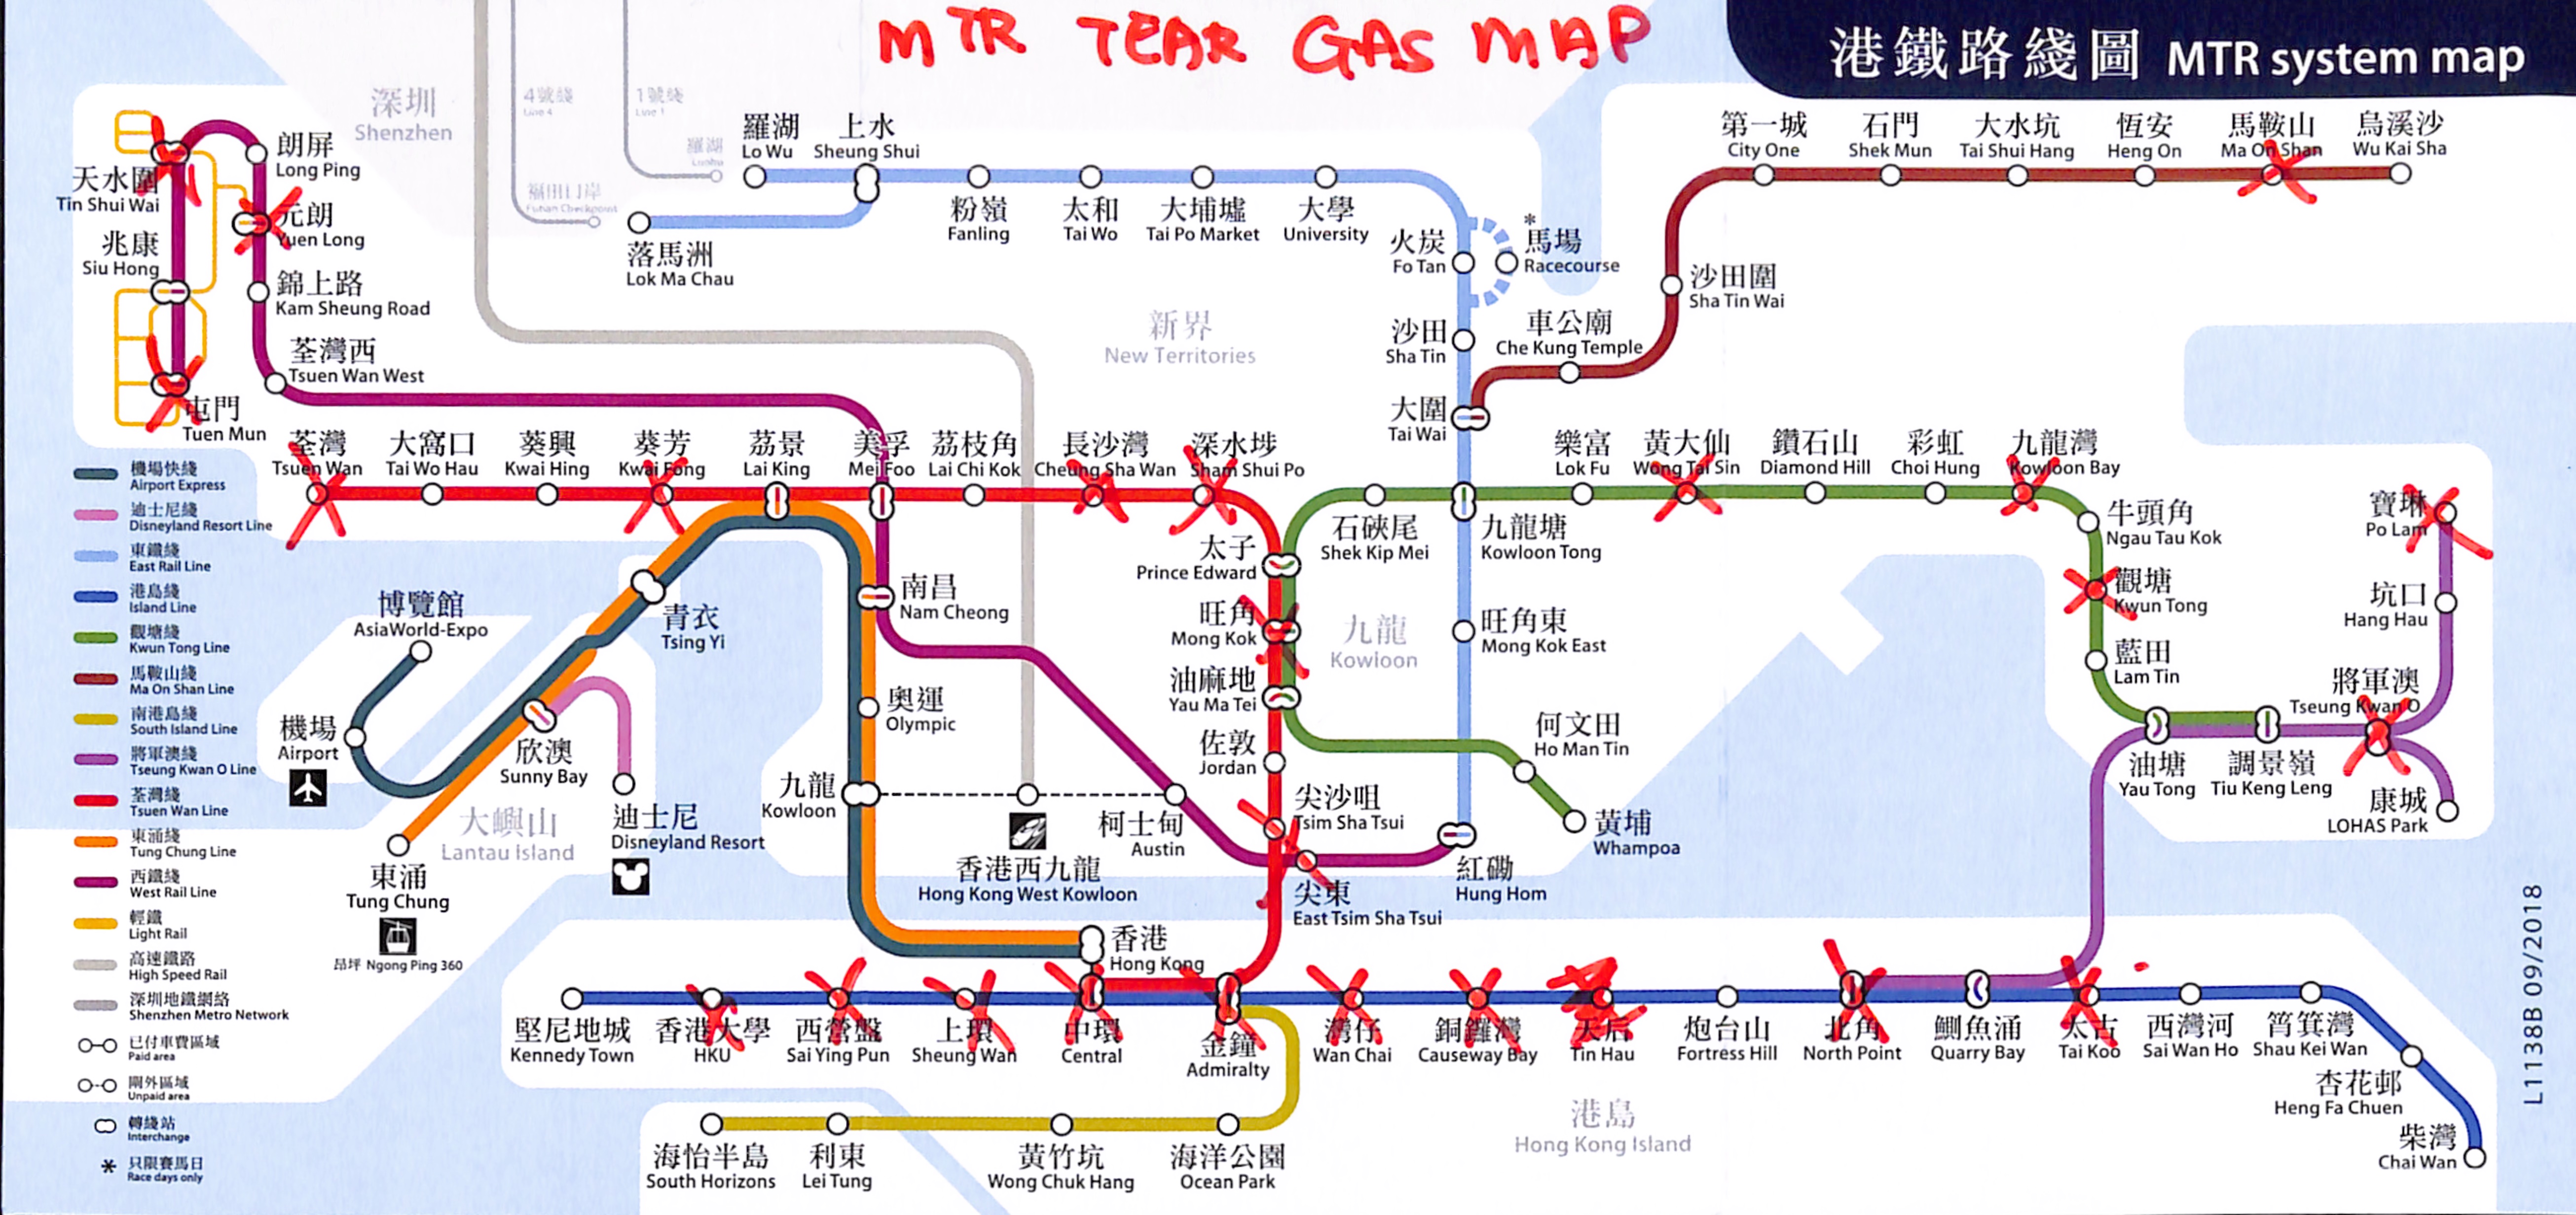 MTR TEAR GAS MAP
港鐵路綫圖 MTR system map
深圳
Shenzhen
4號綫
Line 4
1號綫
Line 1
羅湖
Luohu
福田口岸
Futian Checkpoint
羅湖
Lo Wu
上水
Sheung Shui
粉嶺
Fanling
太和
Tai Wo
大埔墟
Tai Po Market
大學
University
落馬洲
Lok Ma Chau
火炭
Fo Tan
*
馬場
Racecourse
沙田
Sha Tin
大圍
Tai Wai
車公廟
Che Kung Temple
沙田圍
Sha Tin Wai
第一城
City One
石門
Shek Mun
大水坑
Tai Shui Hang
恆安
Heng On
馬鞍山
Ma On Shan
烏溪沙
Wu Kai Sha
天水圍
Tin Shui Wai
朗屏
Long Ping
元朗
Yuen Long
兆康
Siu Hong
錦上路
Kam Sheung Road
荃灣西
Tsuen Wan West
屯門
Tuen Mun
新界
New Territories
荃灣
Tsuen Wan
大窩口
Tai Wo Hau
葵興
Kwai Hing
葵芳
Kwai Fong
茘景
Lai King
美孚
Mei Foo
茘枝角
Lai Chi Kok
長沙灣
Cheung Sha Wan
深水埗
Sham Shui Po
石硤尾
Shek Kip Mei
九龍塘
Kowloon Tong
樂富
Lok Fu
黃大仙
Wong Tai Sin
鑽石山
Diamond Hill
彩虹
Choi Hung
九龍灣
Kowloon Bay
牛頭角
Ngau Tau Kok
觀塘
Kwun Tong
藍田
Lam Tin
油塘
Yau Tong
調景嶺
Tiu Keng Leng
將軍澳
Tseung Kwan O
寶琳
Po Lam
坑口
Hang Hau
康城
LOHAS Park
太子
Prince Edward
旺角
Mong Kok
油麻地
Yau Ma Tei
佐敦
Jordan
尖沙咀
Tsim Sha Tsui
尖東
East Tsim Sha Tsui
九龍
Kowloon
旺角東
Mong Kok East
何文田
Ho Man Tin
黃埔
Whampoa
紅磡
Hung Hom
南昌
Nam Cheong
奧運
Olympic
九龍
Kowloon
柯士甸
Austin
香港西九龍
Hong Kong West Kowloon
青衣
Tsing Yi
博覽館
AsiaWorld-Expo
機場
Airport
欣澳
Sunny Bay
迪士尼
Disneyland Resort
大嶼山
Lantau Island
東涌
Tung Chung
昂坪 Ngong Ping 360
香港
Hong Kong
堅尼地城
Kennedy Town
香港大學
HKU
西營盤
Sai Ying Pun
上環
Sheung Wan
中環
Central
金鐘
Admiralty
灣仔
Wan Chai
銅鑼灣
Causeway Bay
天后
Tin Hau
炮台山
Fortress Hill
北角
North Point
鰂魚涌
Quarry Bay
太古
Tai Koo
西灣河
Sai Wan Ho
筲箕灣
Shau Kei Wan
杏花邨
Heng Fa Chuen
柴灣
Chai Wan
海怡半島
South Horizons
利東
Lei Tung
黃竹坑
Wong Chuk Hang
海洋公園
Ocean Park
港島
Hong Kong Island
機場快綫
Airport Express
迪士尼綫
Disneyland Resort Line
東鐵綫
East Rail Line
港島綫
Island Line
觀塘綫
Kwun Tong Line
馬鞍山綫
Ma On Shan Line
南港島綫
South Island Line
將軍澳綫
Tseung Kwan O Line
荃灣綫
Tsuen Wan Line
東涌綫
Tung Chung Line
西鐵綫
West Rail Line
輕鐵
Light Rail
高速鐵路
High Speed Rail
深圳地鐵網絡
Shenzhen Metro Network
已付車費區域
Paid area
閘外區域
Unpaid area
轉綫站
Interchange
* 只限賽馬日
Race days only
L1138B 09/2018